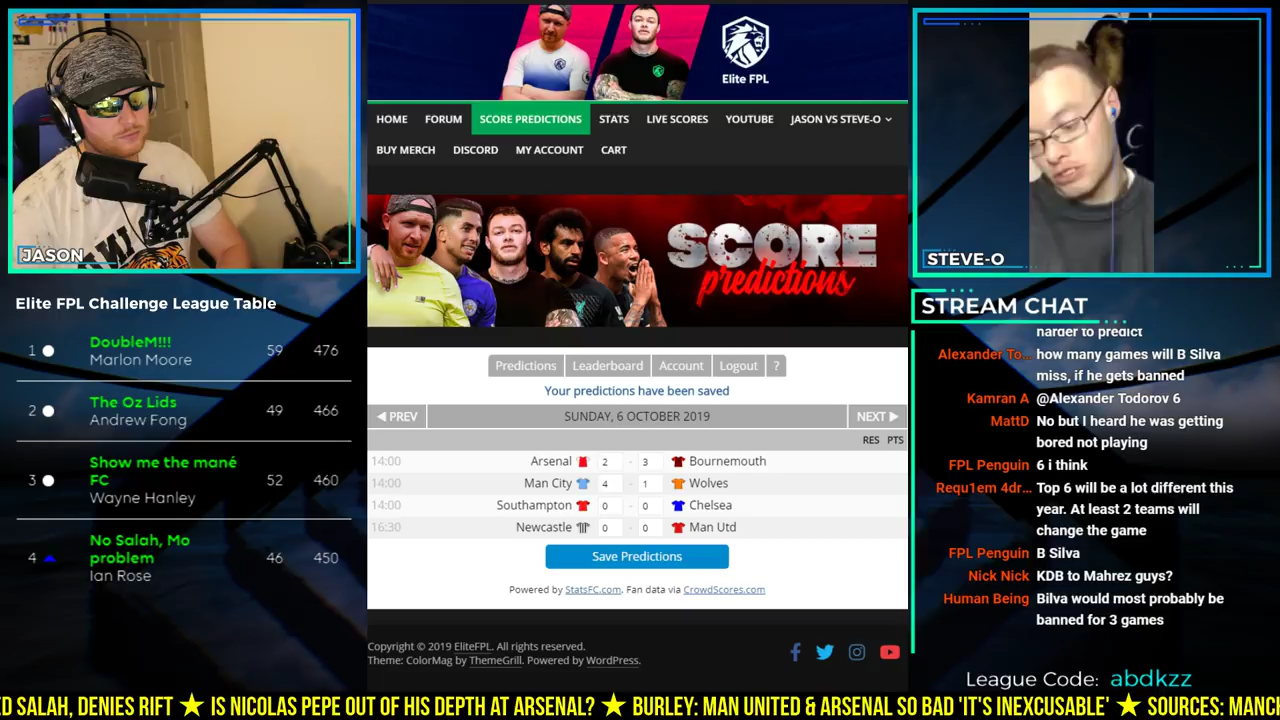 JASON
Elite FPL Challenge League Table
1 DoubleM!!! 59 476
Marlon Moore
2 The Oz Lids 49 466
Andrew Fong
3 Show me the mané 52 460
FC
Wayne Hanley
4 No Salah, Mo 46 450
problem
Ian Rose
Elite FPL
HOME FORUM SCORE PREDICTIONS STATS LIVE SCORES YOUTUBE JASON VS STEVE-O
BUY MERCH DISCORD MY ACCOUNT CART
SCORE
predictions
Predictions Leaderboard Account Logout ?
Your predictions have been saved
PREV SUNDAY, 6 OCTOBER 2019 NEXT
RES PTS
14:00 Arsenal 2 - 3 Bournemouth
14:00 Man City 4 - 1 Wolves
14:00 Southampton 0 - 0 Chelsea
16:30 Newcastle 0 - 0 Man Utd
Save Predictions
Powered by StatsFC.com. Fan data via CrowdScores.com
Copyright © 2019 EliteFPL. All rights reserved.
Theme: ColorMag by ThemeGrill. Powered by WordPress.
STEVE-O
STREAM CHAT
harder to predict
Alexander To... how many games will B Silva
miss, if he gets banned
Kamran A @Alexander Todorov 6
MattD No but I heard he was getting
bored not playing
FPL Penguin 6 i think
Requ1em 4dr... Top 6 will be a lot different this
year. At least 2 teams will
change the game
FPL Penguin B Silva
Nick Nick KDB to Mahrez guys?
Human Being Bilva would most probably be
banned for 3 games
League Code: abdkzz
ED SALAH, DENIES RIFT ★ IS NICOLAS PEPE OUT OF HIS DEPTH AT ARSENAL? ★ BURLEY: MAN UNITED & ARSENAL SO BAD 'IT'S INEXCUSABLE' ★ SOURCES: MANCH